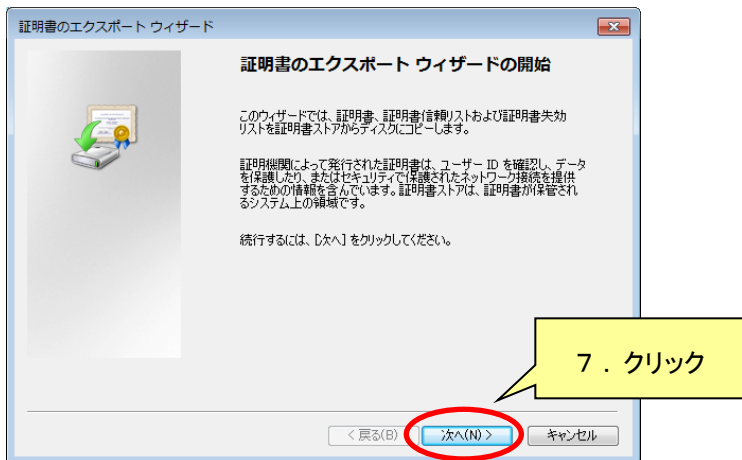 証明書のエクスポート ウィザード
証明書のエクスポート ウィザードの開始
このウィザードでは、証明書、証明書信頼リストおよび証明書失効
リストを証明書ストアからディスクにコピーします。
証明機関によって発行された証明書は、ユーザー ID を確認し、データ
を保護したり、またはセキュリティで保護されたネットワーク接続を提供
するための情報を含んでいます。証明書ストアは、証明書が保管され
るシステム上の領域です。
続行するには、[次へ] をクリックしてください。
7．クリック
< 戻る(B)
次へ(N) >
キャンセル